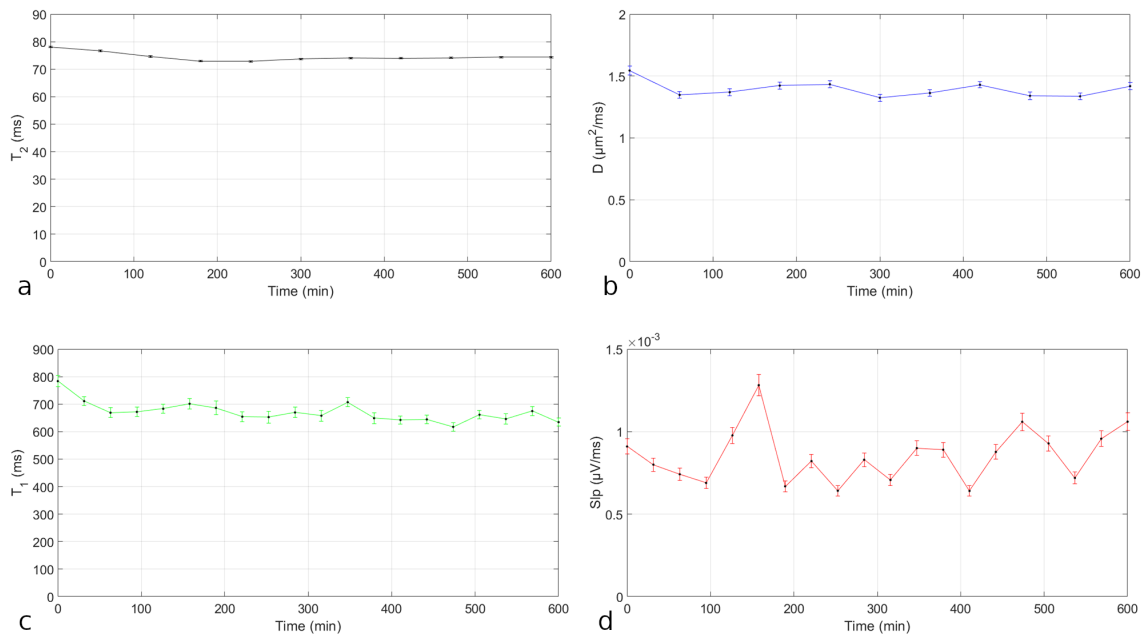 90
80
70
60
50
40
30
20
10
0
T2 (ms)
0 100 200 300 400 500 600
Time (min)
a
2
1.5
1
0.5
0
D (μm²/ms)
0 100 200 300 400 500 600
Time (min)
b
900
800
700
600
500
400
300
200
100
0
T1 (ms)
0 100 200 300 400 500 600
Time (min)
c
×10⁻³
1.5
1
0.5
0
Slp (μV/ms)
0 100 200 300 400 500 600
Time (min)
d